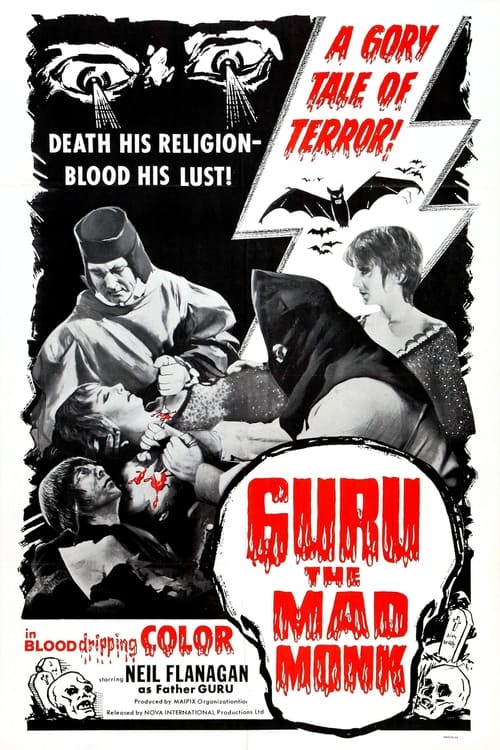 A GORY
TALE OF
TERROR!
DEATH HIS RELIGION-
BLOOD HIS LUST!
GURU
THE
MAD
MONK
in BLOOD dripping COLOR
starring NEIL FLANAGAN
as Father GURU
Produced by MAIPIX Organizationtion
Released by NOVA INTERNATIONAL Productions Ltd